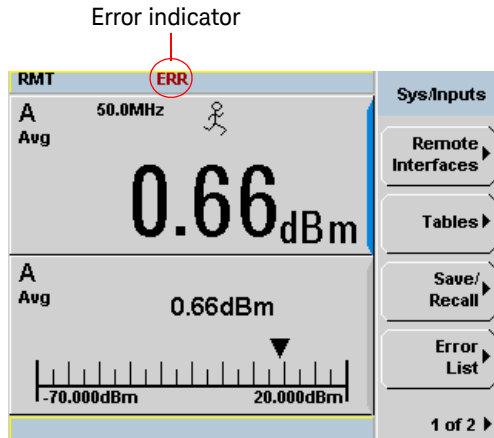 Error indicator
RMT ERR
Sys/Inputs
A 50.0MHz
Avg
0.66dBm
Remote
Interfaces
Tables
A
Avg
0.66dBm
Save/
Recall
Error
List
-70.000dBm 20.000dBm
1 of 2